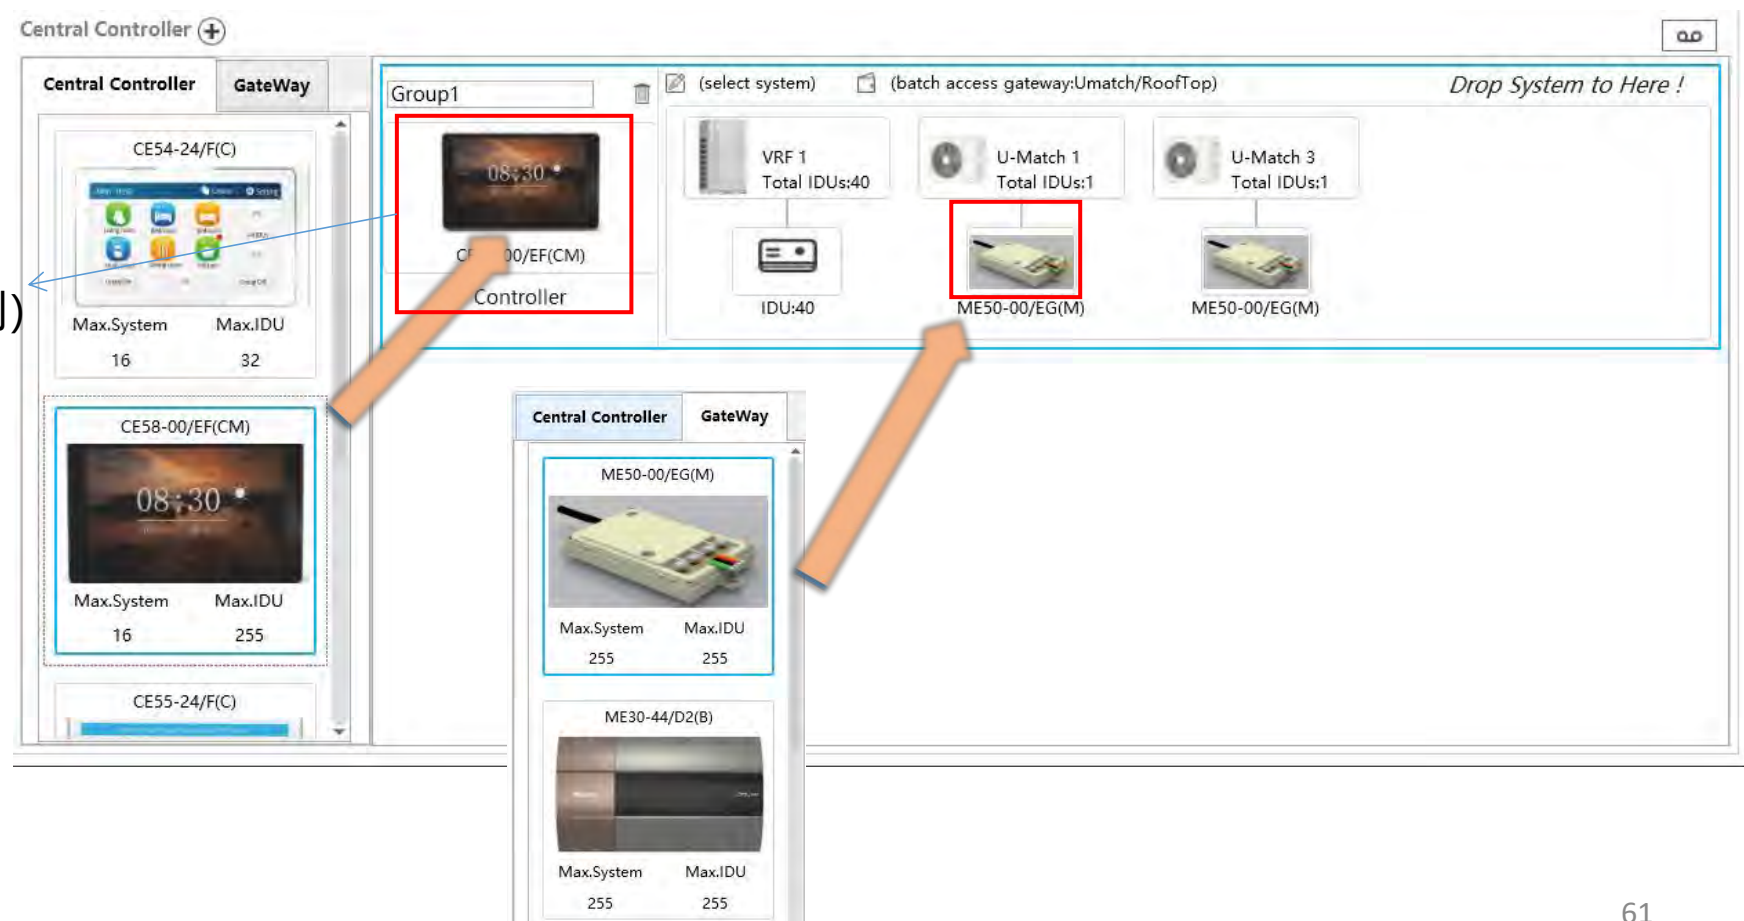 Central Controller
Central Controller GateWay
CE54-24/F(C)
Max.System Max.IDU
16 32
CE58-00/EF(CM)
08:30
Max.System Max.IDU
16 255
CE55-24/F(C)
Group1
(select system) (batch access gateway:Umatch/RoofTop)
Drop System to Here !
08:30
00/EF(CM)
Controller
VRF 1
Total IDUs:40
IDU:40
U-Match 1
Total IDUs:1
ME50-00/EG(M)
U-Match 3
Total IDUs:1
ME50-00/EG(M)
Central Controller GateWay
ME50-00/EG(M)
Max.System Max.IDU
255 255
ME30-44/D2(B)
Max.System Max.IDU
255 255
61